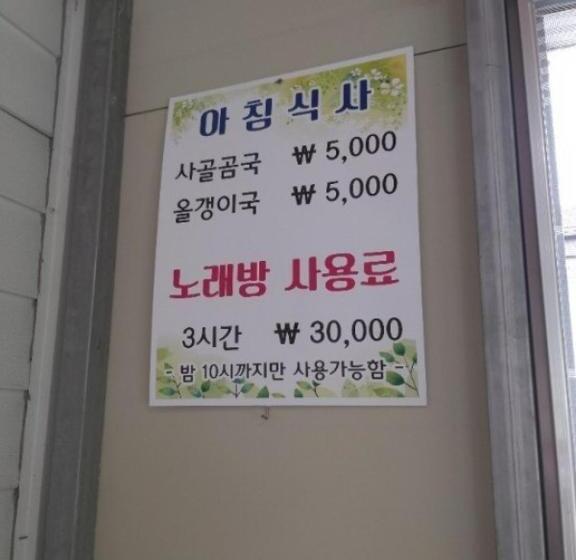 아침식사
사골곰국 ₩ 5,000
올갱이국 ₩ 5,000
노래방 사용료
3시간 ₩ 30,000
- 밤 10시까지만 사용가능함 -